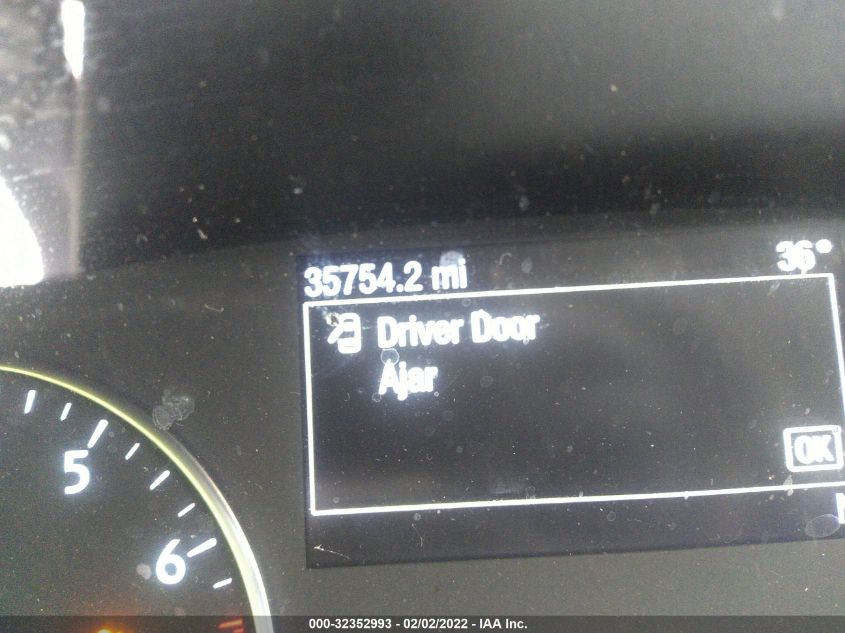 35754.2 mi
36°
Driver Door
Ajar
OK
5
6
000-32352993 - 02/02/2022 - IAA Inc.